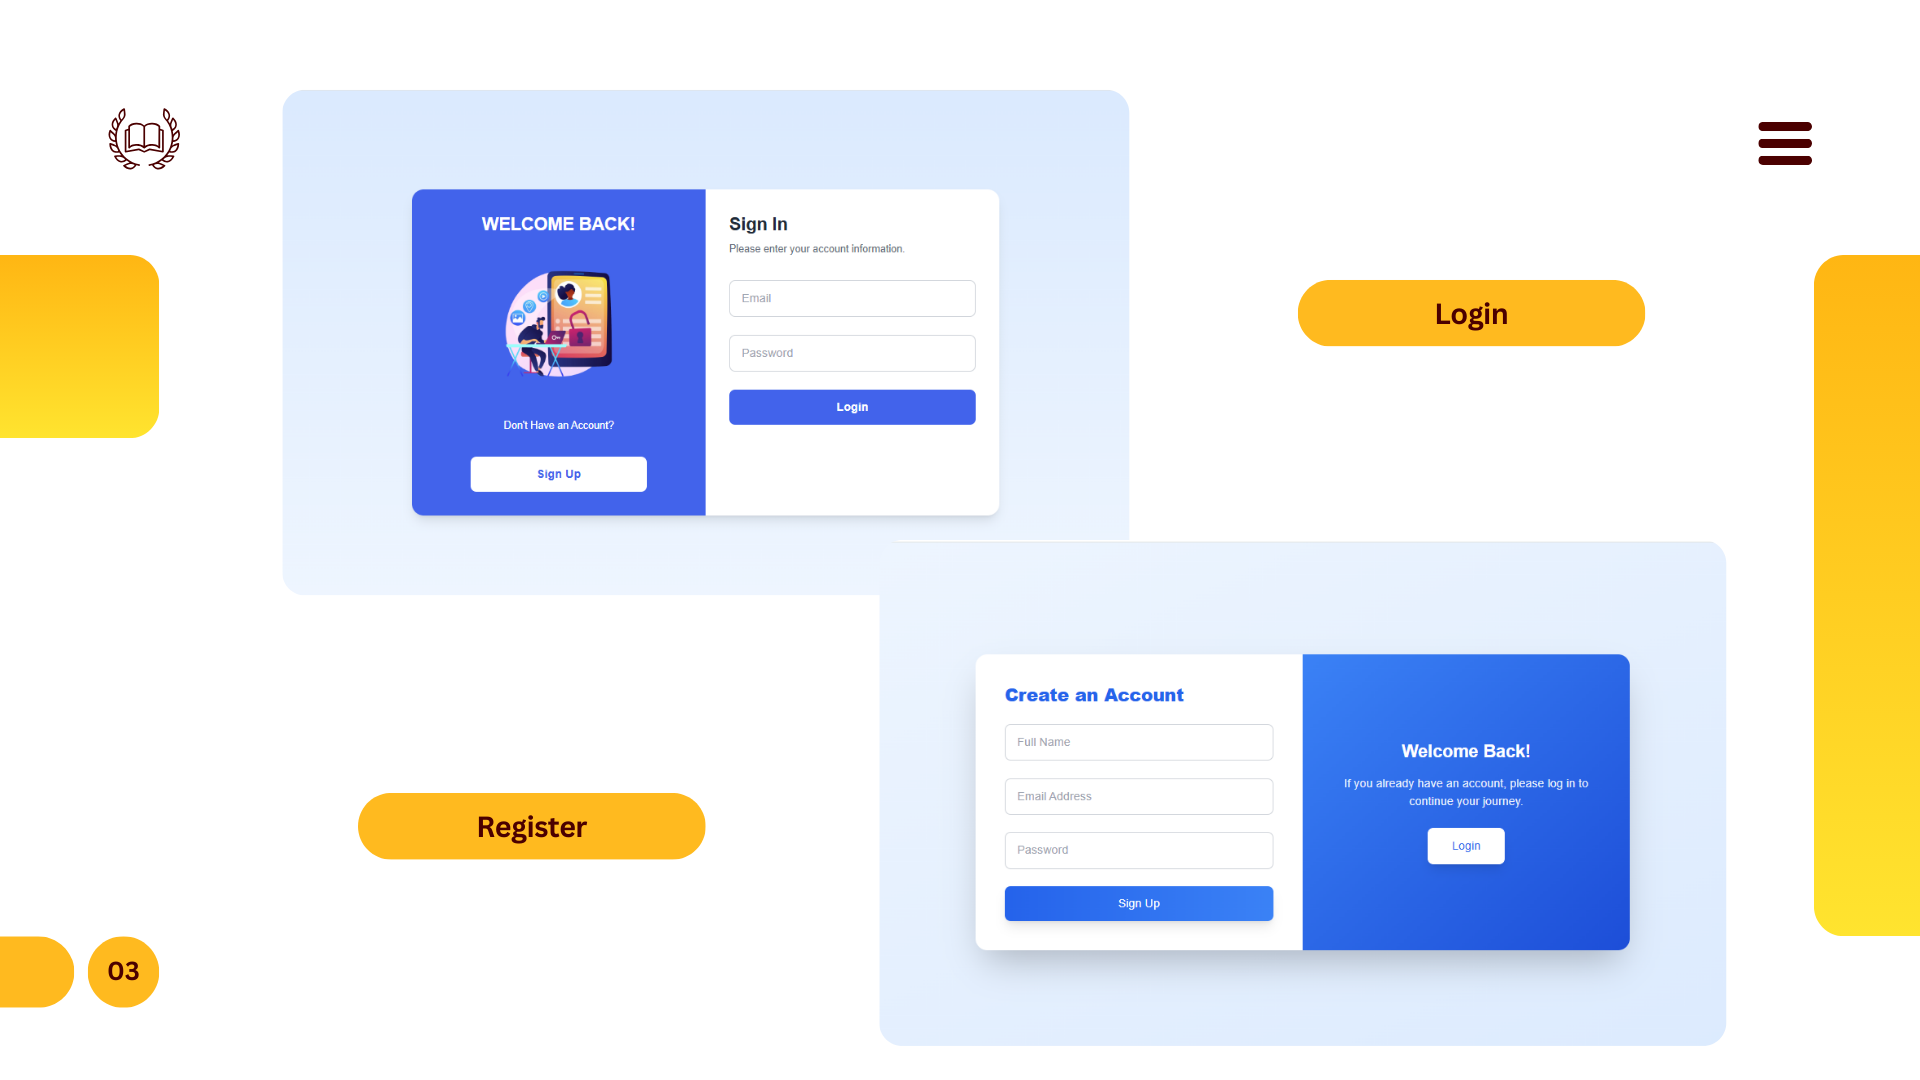 WELCOME BACK!
Don't Have an Account?
Sign Up
Sign In
Please enter your account information.
Email
Password
Login
Login
Create an Account
Full Name
Email Address
Password
Sign Up
Welcome Back!
If you already have an account, please log in to
continue your journey.
Login
Register
03